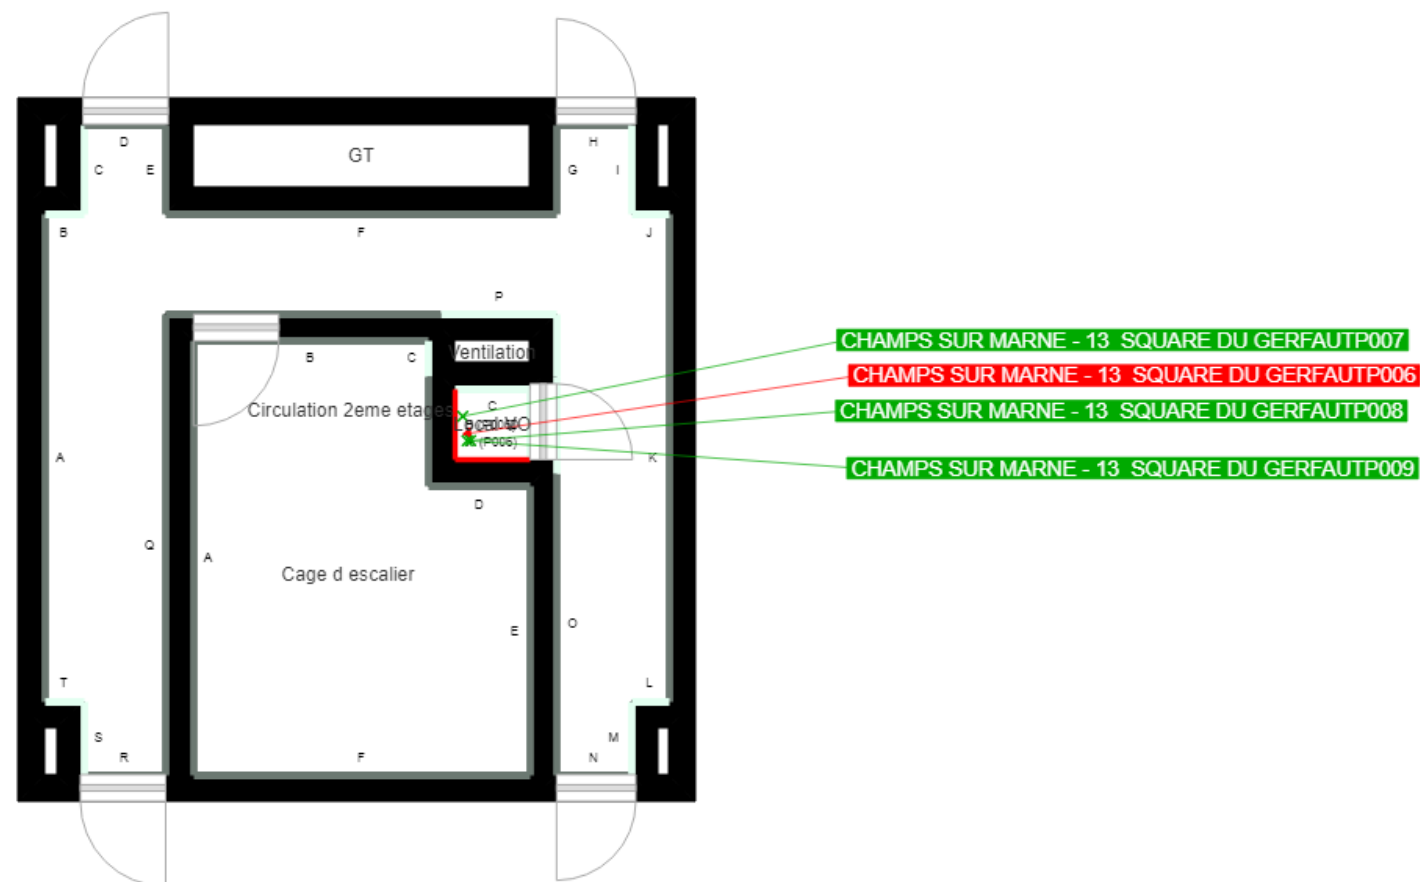 D
H
C
E
GT
G
I
B
F
J
P
CHAMPS SUR MARNE - 13 SQUARE DU GERFAUTP007
Ventilation
B
C
CHAMPS SUR MARNE - 13 SQUARE DU GERFAUTP006
C
Circulation 2eme etages
CHAMPS SUR MARNE - 13 SQUARE DU GERFAUTP008
(P006)
A
K
CHAMPS SUR MARNE - 13 SQUARE DU GERFAUTP009
D
Q
A
Cage d escalier
O
E
T
L
S
M
R
F
N